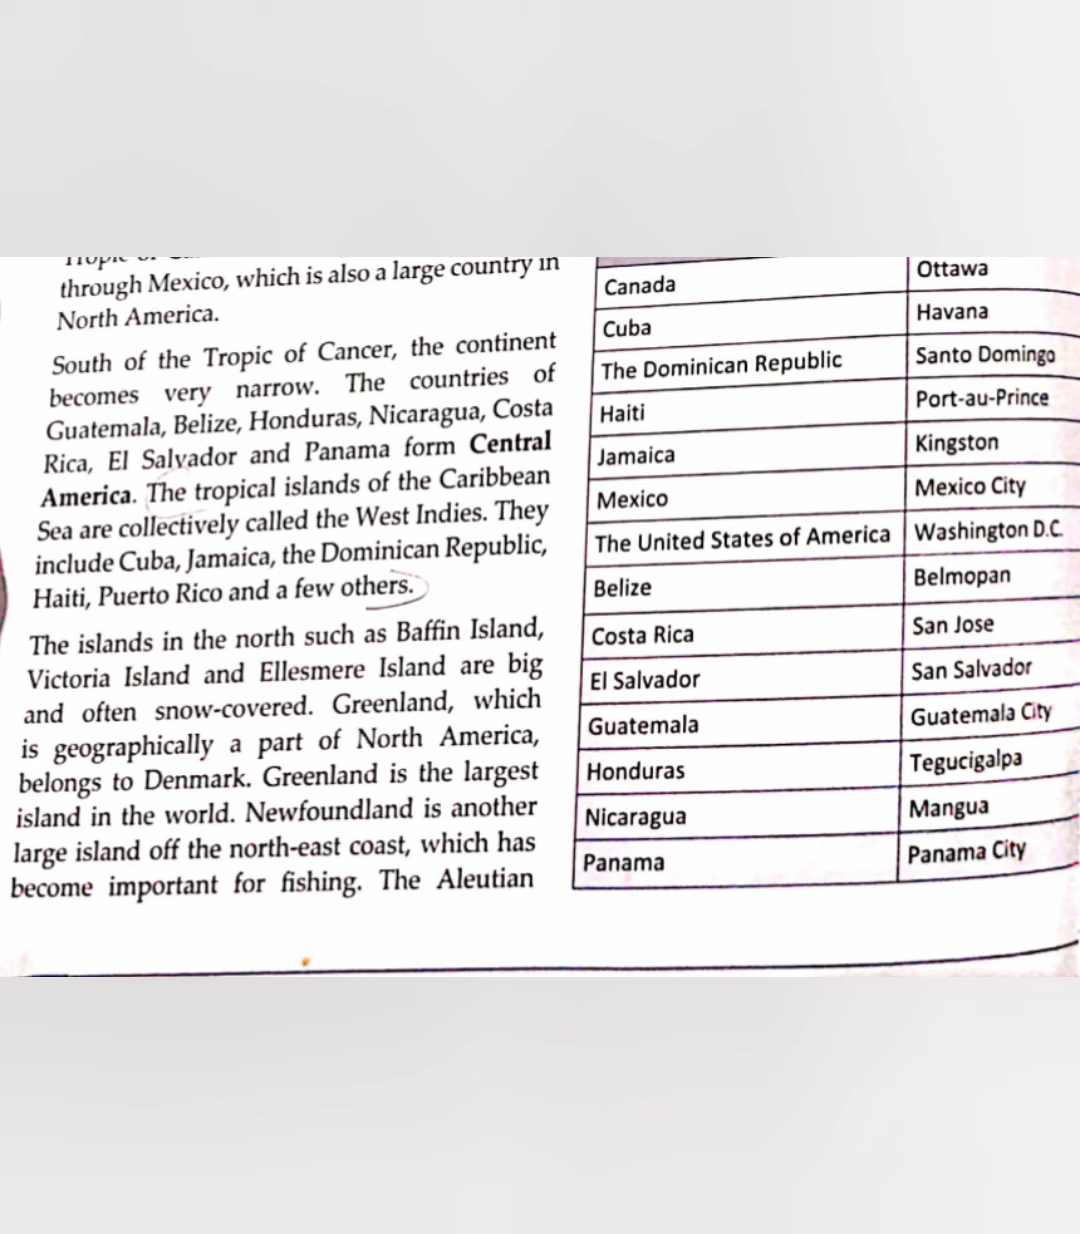 through Mexico, which is also a large country in
North America.
South of the Tropic of Cancer, the continent
becomes very narrow. The countries of
Guatemala, Belize, Honduras, Nicaragua, Costa
Rica, El Salvador and Panama form Central
America. The tropical islands of the Caribbean
Sea are collectively called the West Indies. They
include Cuba, Jamaica, the Dominican Republic,
Haiti, Puerto Rico and a few others.
The islands in the north such as Baffin Island,
Victoria Island and Ellesmere Island are big
and often snow-covered. Greenland, which
is geographically a part of North America,
belongs to Denmark. Greenland is the largest
island in the world. Newfoundland is another
large island off the north-east coast, which has
become important for fishing. The Aleutian
Canada Ottawa
Cuba Havana
The Dominican Republic Santo Domingo
Haiti Port-au-Prince
Jamaica Kingston
Mexico Mexico City
The United States of America Washington D.C.
Belize Belmopan
Costa Rica San Jose
El Salvador San Salvador
Guatemala Guatemala City
Honduras Tegucigalpa
Nicaragua Mangua
Panama Panama City